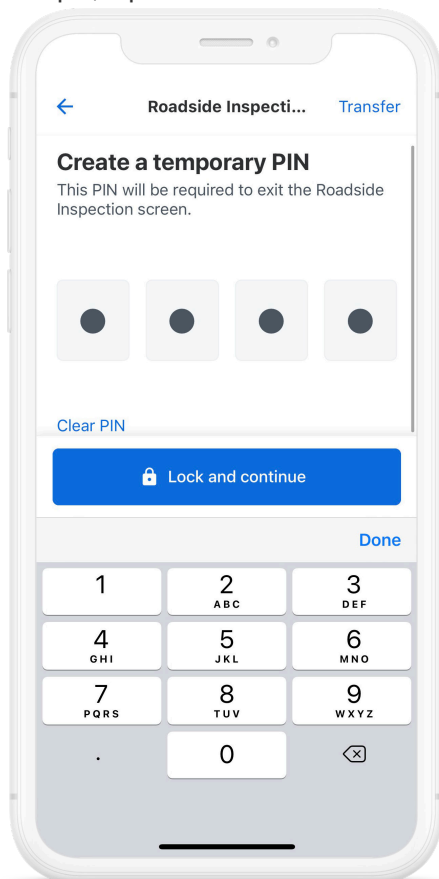 Roadside Inspecti...
Transfer
Create a temporary PIN
This PIN will be required to exit the Roadside
Inspection screen.
Clear PIN
Lock and continue
Done
1
2
ABC
3
DEF
4
GHI
5
JKL
6
MNO
7
PQRS
8
TUV
9
WXYZ
.
0